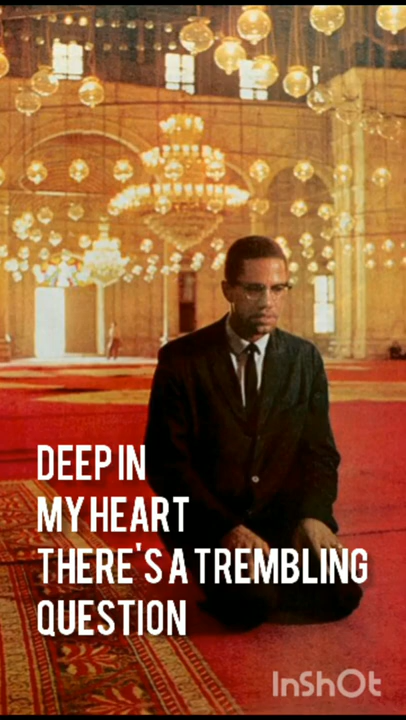 DEEP IN
MY HEART
THERE'S A TREMBLING
QUESTION
InShOt